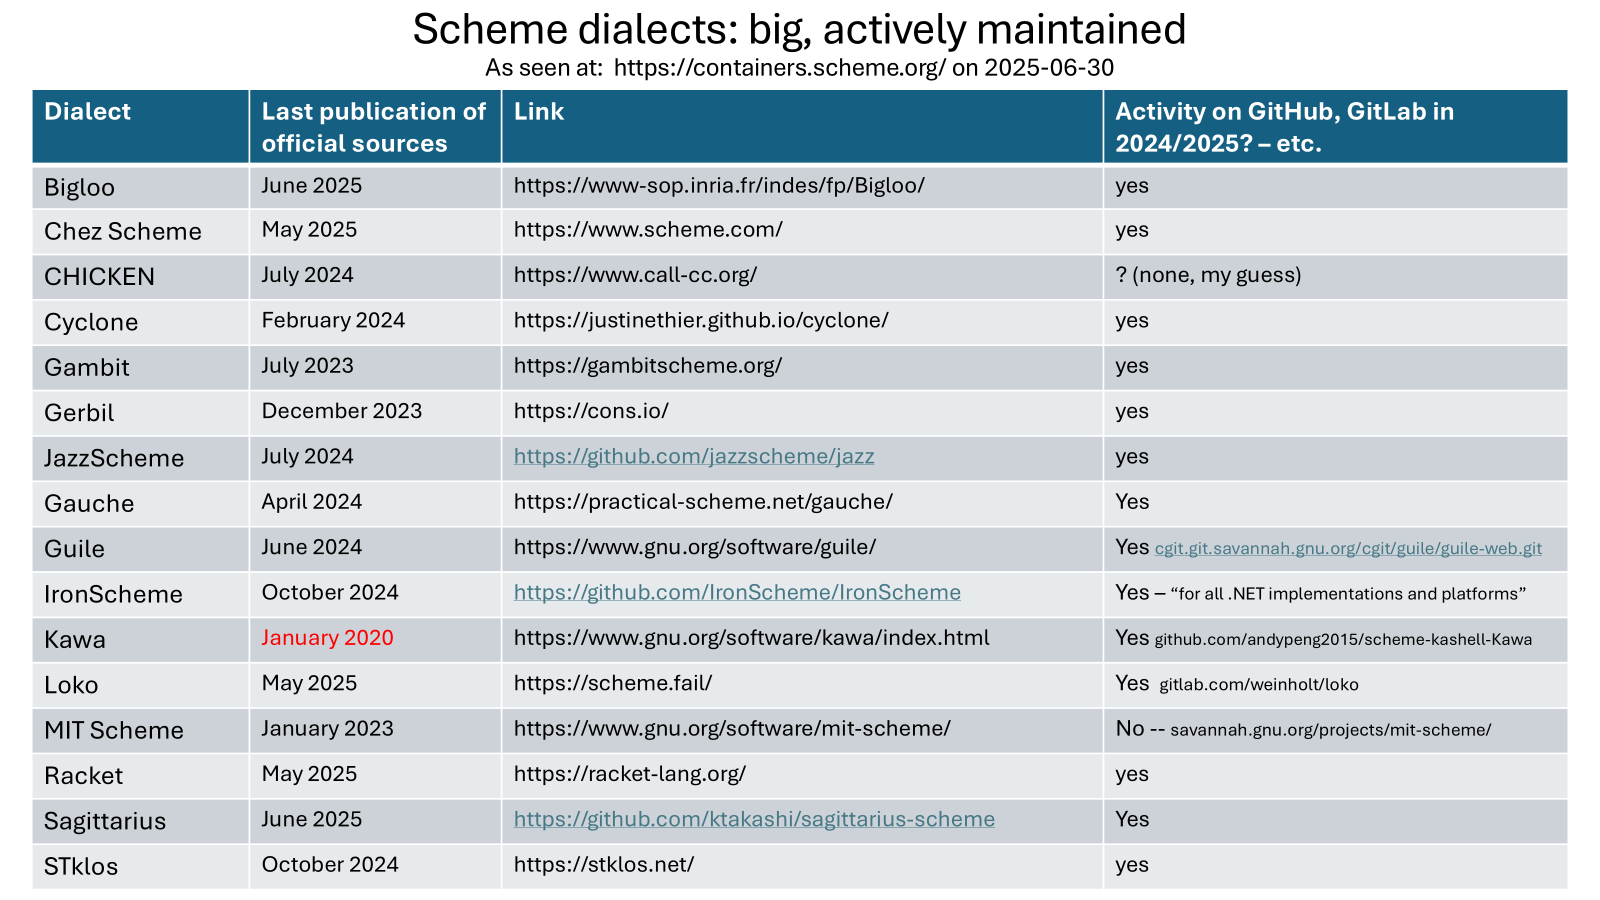 Scheme dialects: big, actively maintained
As seen at: https://containers.scheme.org/ on 2025-06-30
Dialect
Last publication of
official sources
Link
Activity on GitHub, GitLab in
2024/2025? – etc.
Bigloo June 2025 https://www-sop.inria.fr/indes/fp/Bigloo/ yes
Chez Scheme May 2025 https://www.scheme.com/ yes
CHICKEN July 2024 https://www.call-cc.org/ ? (none, my guess)
Cyclone February 2024 https://justinethier.github.io/cyclone/ yes
Gambit July 2023 https://gambitscheme.org/ yes
Gerbil December 2023 https://cons.io/ yes
JazzScheme July 2024 https://github.com/jazzscheme/jazz yes
Gauche April 2024 https://practical-scheme.net/gauche/ Yes
Guile June 2024 https://www.gnu.org/software/guile/ Yes cgit.git.savannah.gnu.org/cgit/guile/guile-web.git
IronScheme October 2024 https://github.com/IronScheme/IronScheme Yes – “for all .NET implementations and platforms”
Kawa January 2020 https://www.gnu.org/software/kawa/index.html Yes github.com/andypeng2015/scheme-kashell-Kawa
Loko May 2025 https://scheme.fail/ Yes gitlab.com/weinholt/loko
MIT Scheme January 2023 https://www.gnu.org/software/mit-scheme/ No -- savannah.gnu.org/projects/mit-scheme/
Racket May 2025 https://racket-lang.org/ yes
Sagittarius June 2025 https://github.com/ktakashi/sagittarius-scheme Yes
STklos October 2024 https://stklos.net/ yes